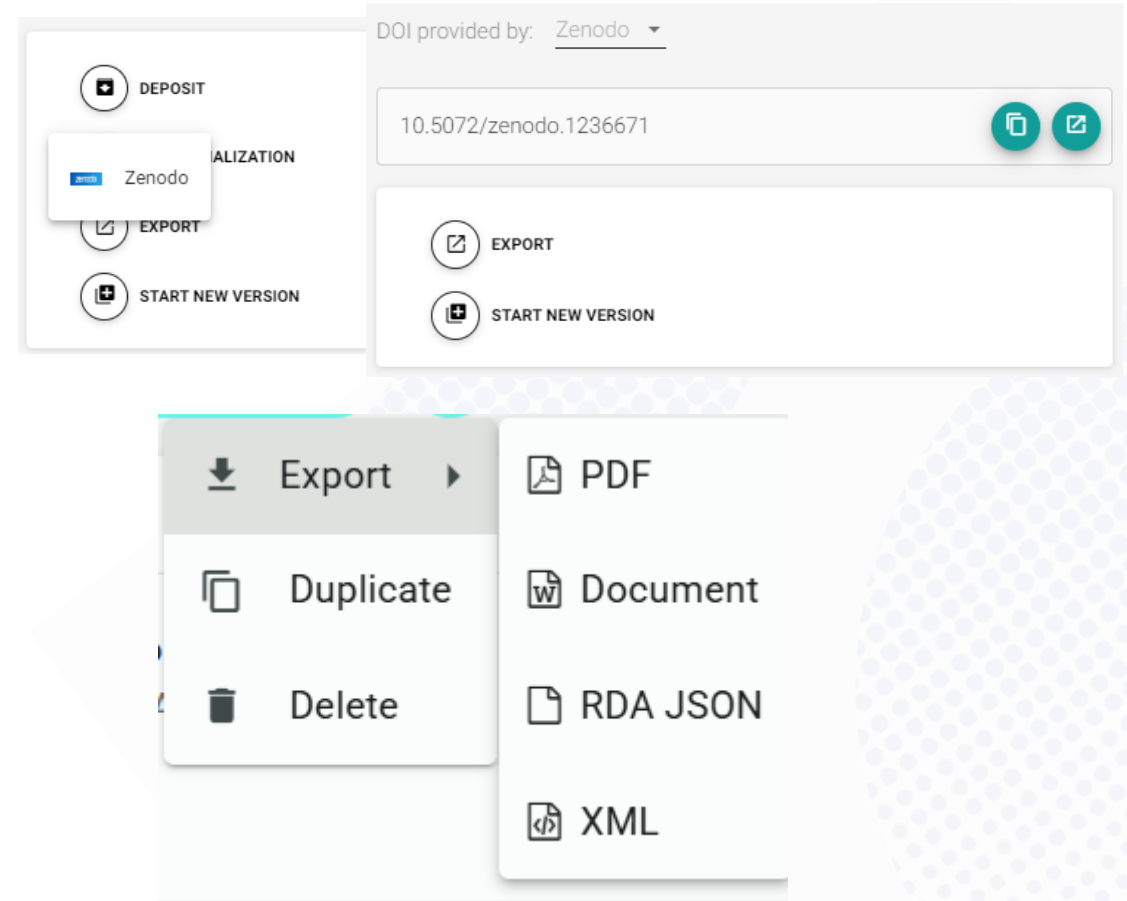 DEPOSIT
ALIZATION
Zenodo
EXPORT
START NEW VERSION
DOI provided by: Zenodo
10.5072/zenodo.1236671
EXPORT
START NEW VERSION
Export
Duplicate
Delete
PDF
Document
RDA JSON
XML